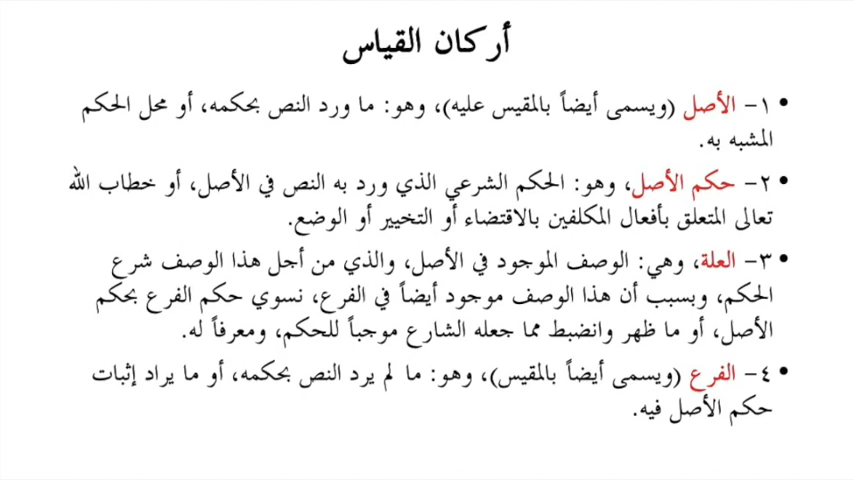 أركان القياس
• ١- الأصل (ويسمى أيضاً بالمقيس عليه)، وهو: ما ورد النص بحكمه، أو محل الحكم
المشبه به.
• ٢- حكم الأصل، وهو: الحكم الشرعي الذي ورد به النص في الأصل، أو خطاب الله
تعالى المتعلق بأفعال المكلفين بالاقتضاء أو التخيير أو الوضع.
• ٣- العلة، وهي: الوصف الموجود في الأصل، والذي من أجل هذا الوصف شرع
الحكم، وبسبب أن هذا الوصف موجود أيضاً في الفرع، نسوي حكم الفرع بحكم
الأصل، أو ما ظهر وانضبط مما جعله الشارع موجباً للحكم، ومعرفاً له.
• ٤- الفرع (ويسمى أيضاً بالمقيس)، وهو: ما لم يرد النص بحكمه، أو ما يراد إثبات
حكم الأصل فيه.